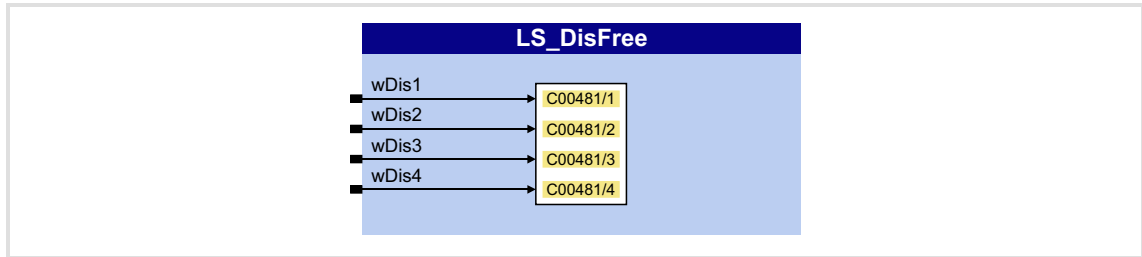 LS_DisFree
wDis1
C00481/1
wDis2
C00481/2
wDis3
C00481/3
wDis4
C00481/4